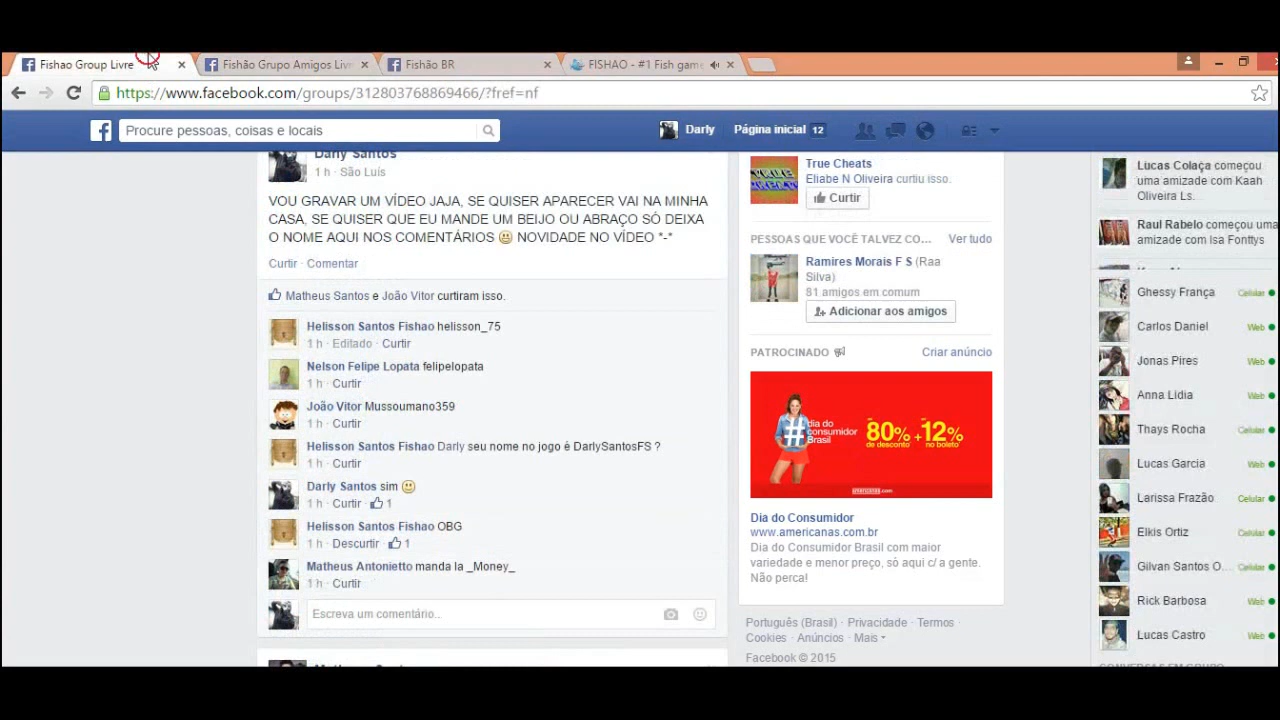 Fishao Group Livre
Fishão Grupo Amigos Liv
Fishão BR
FISHAO - #1 Fish game
https://www.facebook.com/groups/312803768869466/?fref=nf
Procure pessoas, coisas e locais
Darly
Página inicial 12
Darly Santos
1 h · São Luís
VOU GRAVAR UM VÍDEO JAJA, SE QUISER APARECER VAI NA MINHA
CASA, SE QUISER QUE EU MANDE UM BEIJO OU ABRAÇO SÓ DEIXA
O NOME AQUI NOS COMENTÁRIOS 😃 NOVIDADE NO VÍDEO *-*
Curtir · Comentar
Matheus Santos e João Vitor curtiram isso.
Helisson Santos Fishao helisson_75
1 h · Editado · Curtir
Nelson Felipe Lopata felipelopata
1 h · Curtir
João Vitor Mussoumano359
1 h · Curtir
Helisson Santos Fishao Darly seu nome no jogo é DarlySantosFS ?
1 h · Curtir
Darly Santos sim 😃
1 h · Curtir · 1
Helisson Santos Fishao OBG
1 h · Descurtir · 1
Matheus Antonietto manda la _Money_
1 h · Curtir
Escreva um comentário...
True Cheats
Eliabe N Oliveira curtiu isso.
Curtir
PESSOAS QUE VOCÊ TALVEZ CO... Ver tudo
Ramires Morais F S (Raa
Silva)
81 amigos em comum
Adicionar aos amigos
PATROCINADO
Criar anúncio
#dia do
consumidor
Brasil
80% + 12%
de desconto
no boleto
americanas.com
Dia do Consumidor
www.americanas.com.br
Dia do Consumidor Brasil com maior
variedade e menor preço, só aqui c/ a gente.
Não perca!
Português (Brasil) · Privacidade · Termos ·
Cookies · Anúncios · Mais
Facebook © 2015
Lucas Colaça começou
uma amizade com Kaah
Oliveira Ls.
Raul Rabelo começou uma
amizade com Isa Fonttys
Ghessy França Celular
Carlos Daniel Web
Jonas Pires Web
Anna Lidia Celular
Thays Rocha Celular
Lucas Garcia Web
Larissa Frazão Celular
Elkis Ortiz Celular
Gilvan Santos O... Celular
Rick Barbosa Web
Lucas Castro Web
CONVERSAS EM GRUPO